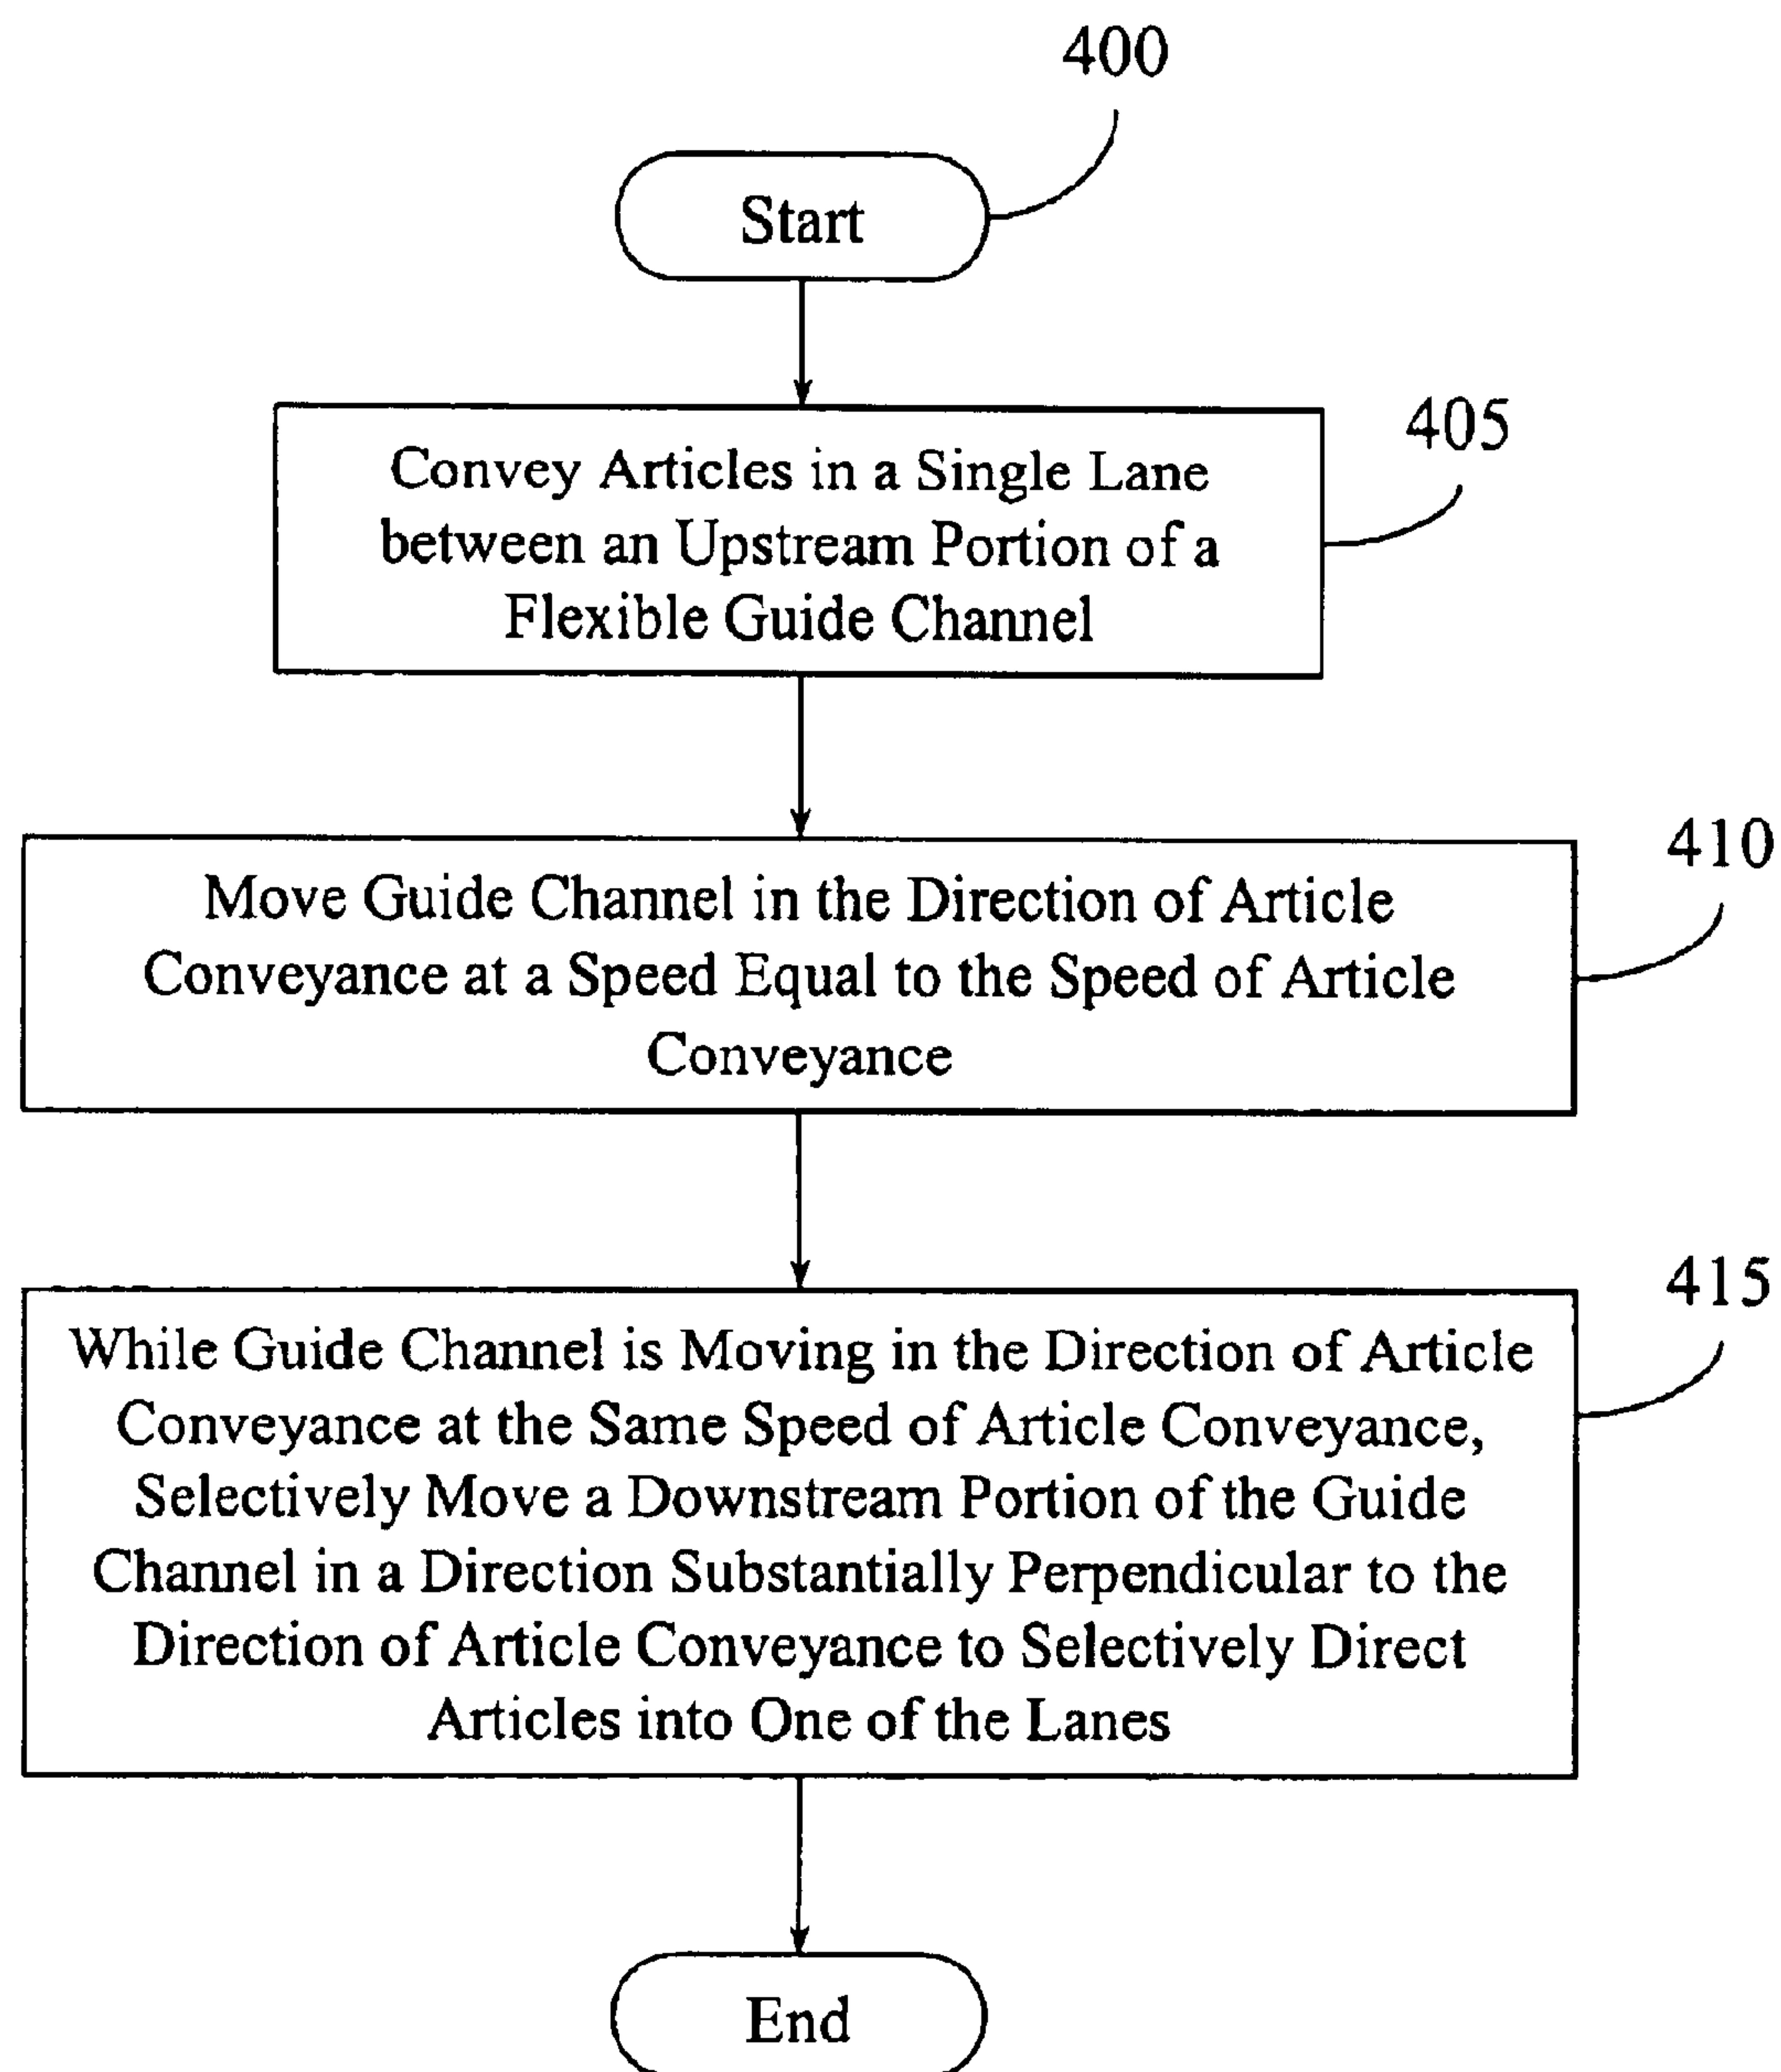 400
Start
405
Convey Articles in a Single Lane
between an Upstream Portion of a
Flexible Guide Channel
410
Move Guide Channel in the Direction of Article
Conveyance at a Speed Equal to the Speed of Article
Conveyance
415
While Guide Channel is Moving in the Direction of Article
Conveyance at the Same Speed of Article Conveyance,
Selectively Move a Downstream Portion of the Guide
Channel in a Direction Substantially Perpendicular to the
Direction of Article Conveyance to Selectively Direct
Articles into One of the Lanes
End